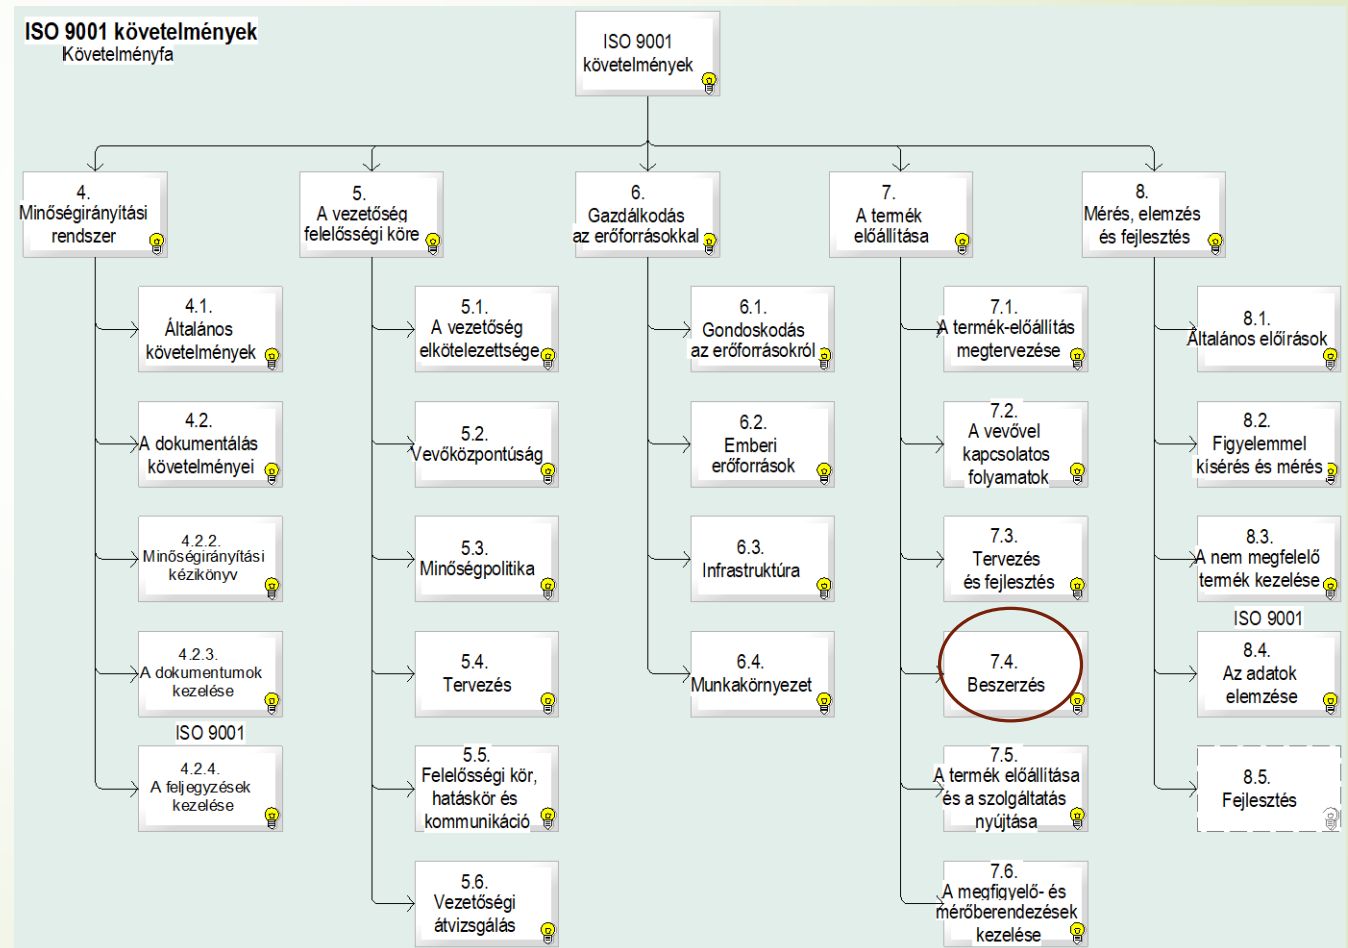 ISO 9001 követelmények
Követelményfa
ISO 9001
követelmények
4.
Minőségirányítási
rendszer
5.
A vezetőség
felelősségi köre
6.
Gazdálkodás
az erőforrásokkal
7.
A termék
előállítása
8.
Mérés, elemzés
és fejlesztés
4.1.
Általános
követelmények
4.2.
A dokumentálás
követelményei
4.2.2.
Minőségirányítási
kézikönyv
4.2.3.
A dokumentumok
kezelése
ISO 9001
4.2.4.
A feljegyzések
kezelése
5.1.
A vezetőség
elkötelezettsége
5.2.
Vevőközpontúság
5.3.
Minőségpolitika
5.4.
Tervezés
5.5.
Felelősségi kör,
hatáskör és
kommunikáció
5.6.
Vezetőségi
átvizsgálás
6.1.
Gondoskodás
az erőforrásokról
6.2.
Emberi
erőforrások
6.3.
Infrastruktúra
6.4.
Munkakörnyezet
7.1.
A termék-előállítás
megtervezése
7.2.
A vevővel
kapcsolatos
folyamatok
7.3.
Tervezés
és fejlesztés
7.4.
Beszerzés
7.5.
A termék előállítása
és a szolgáltatás
nyújtása
7.6.
A megfigyelő- és
mérőberendezések
kezelése
8.1.
Általános előírások
8.2.
Figyelemmel
kísérés és mérés
8.3.
A nem megfelelő
termék kezelése
ISO 9001
8.4.
Az adatok
elemzése
8.5.
Fejlesztés